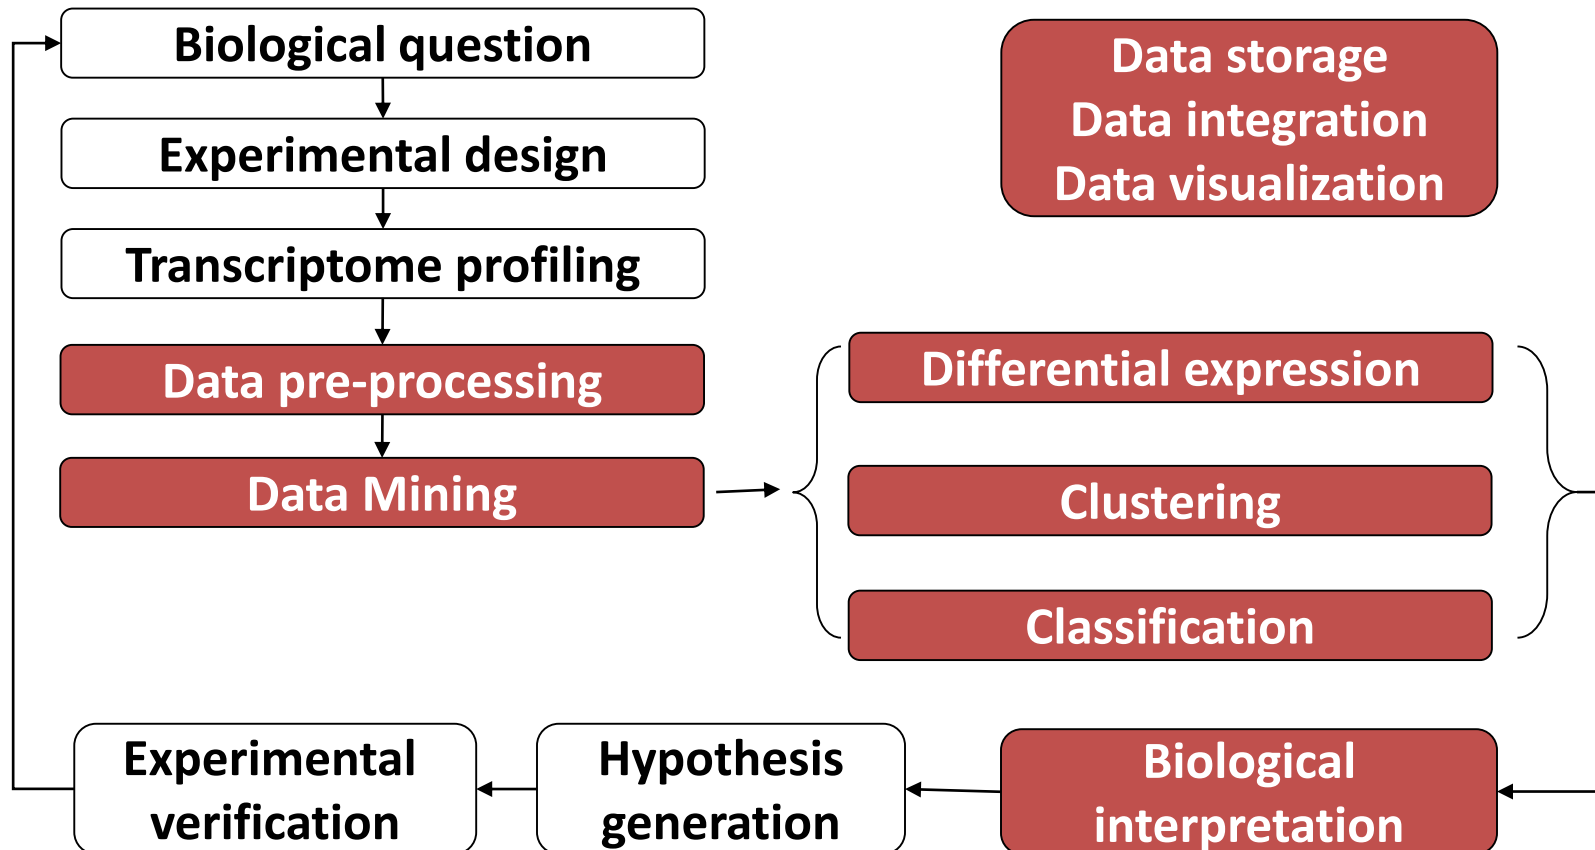 Biological question
Experimental design
Transcriptome profiling
Data pre-processing
Data Mining
Data storage
Data integration
Data visualization
Differential expression
Clustering
Classification
Biological
interpretation
Hypothesis
generation
Experimental
verification